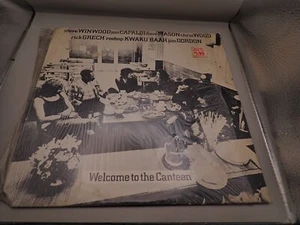 steve WINWOOD jim CAPALDI dave MASON chris WOOD
rick GRECH reebop KWAKU BAAH jim GORDON
Welcome to the Canteen